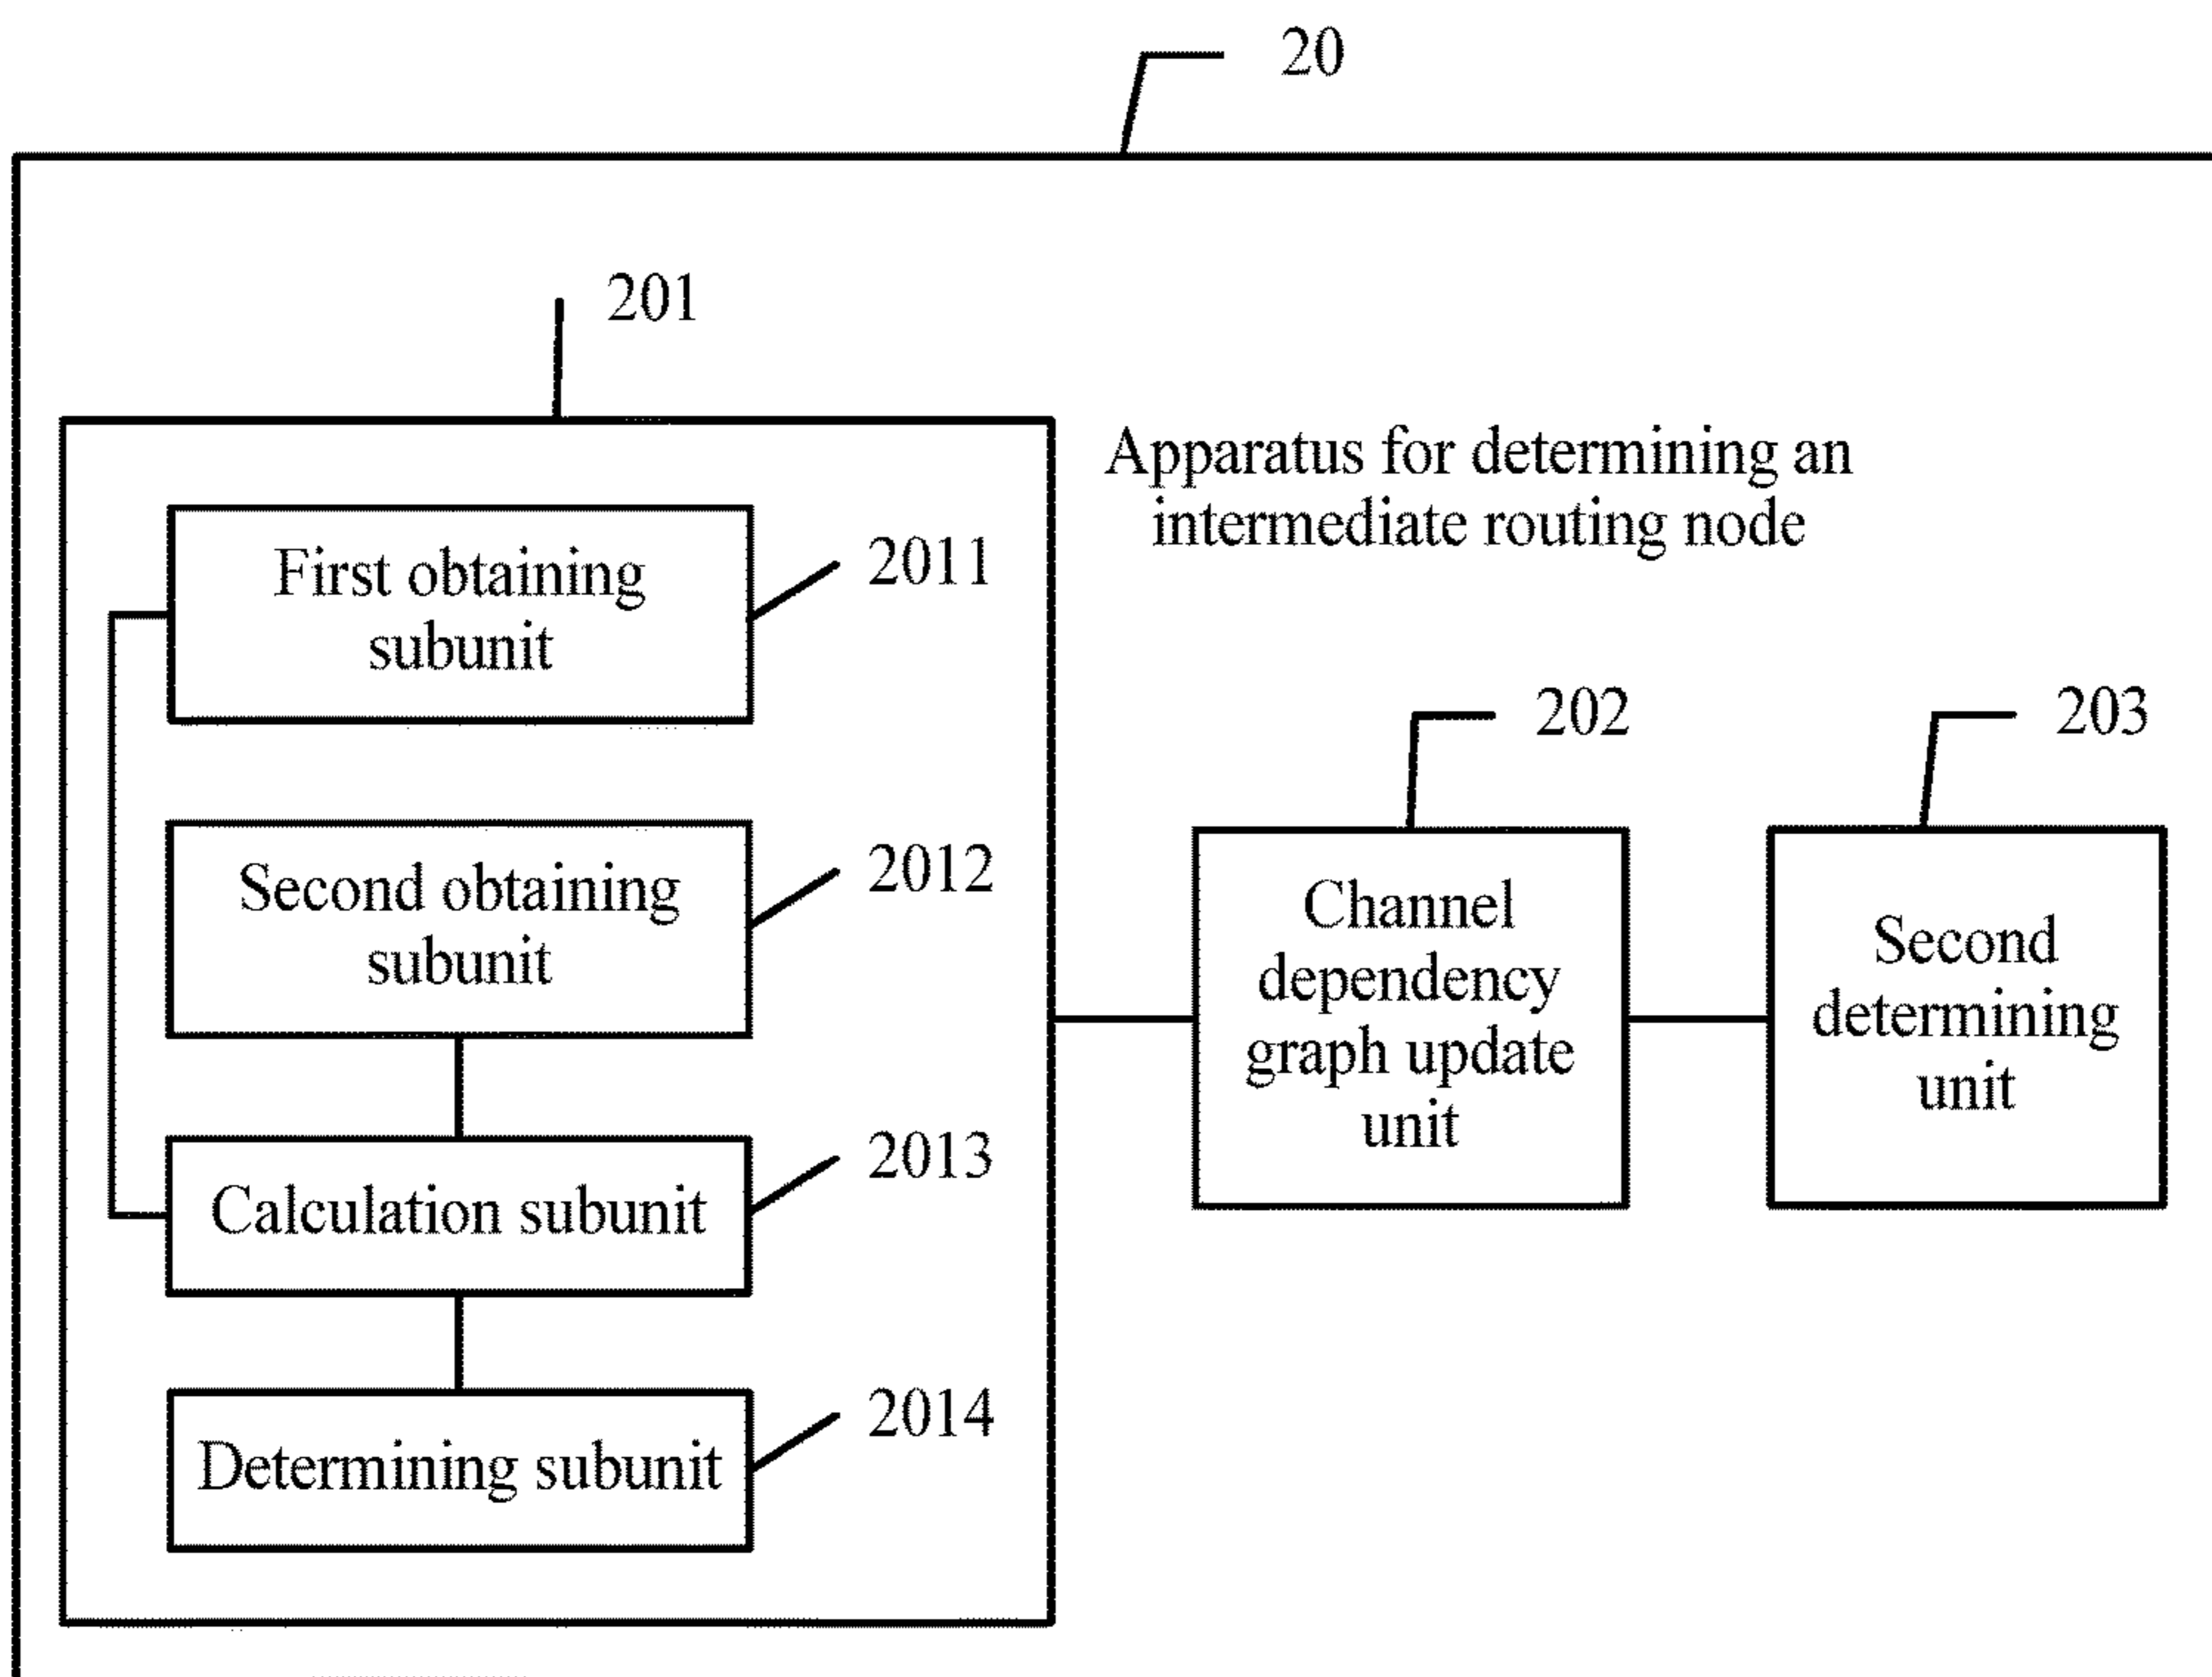 20
201
Apparatus for determining an
intermediate routing node
First obtaining
subunit
2011
Second obtaining
subunit
2012
Calculation subunit
2013
Determining subunit
2014
202
Channel
dependency
graph update
unit
203
Second
determining
unit